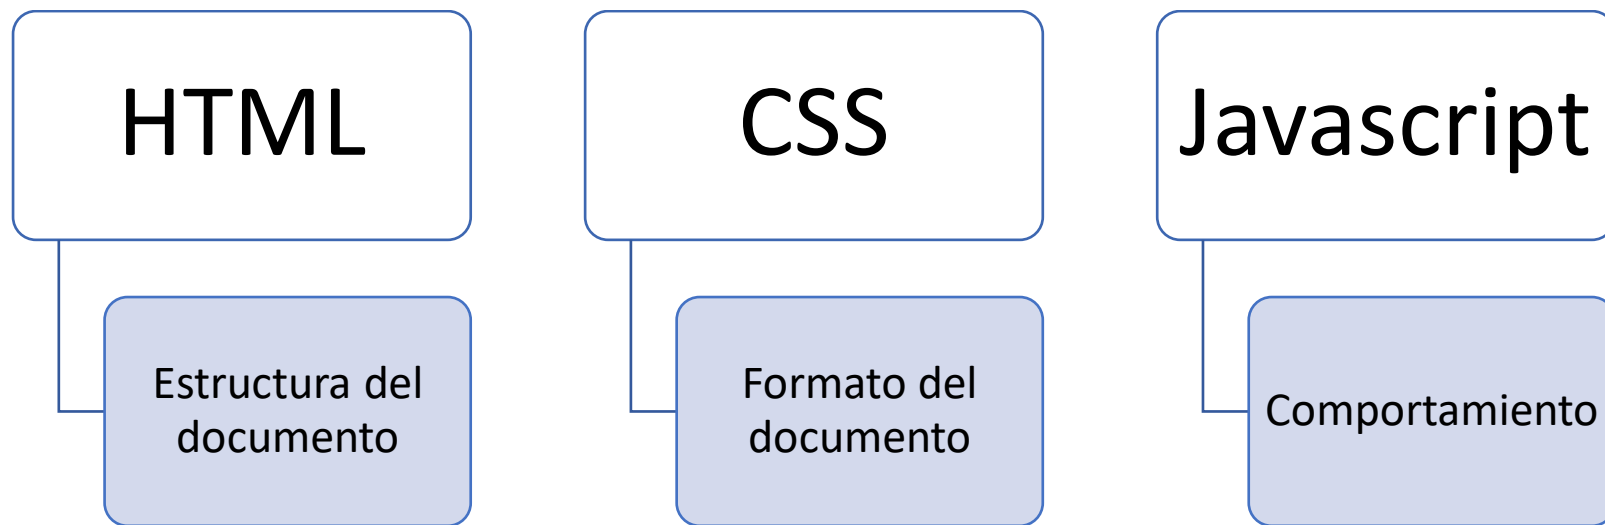 HTML
CSS
Javascript
Estructura del
documento
Formato del
documento
Comportamiento